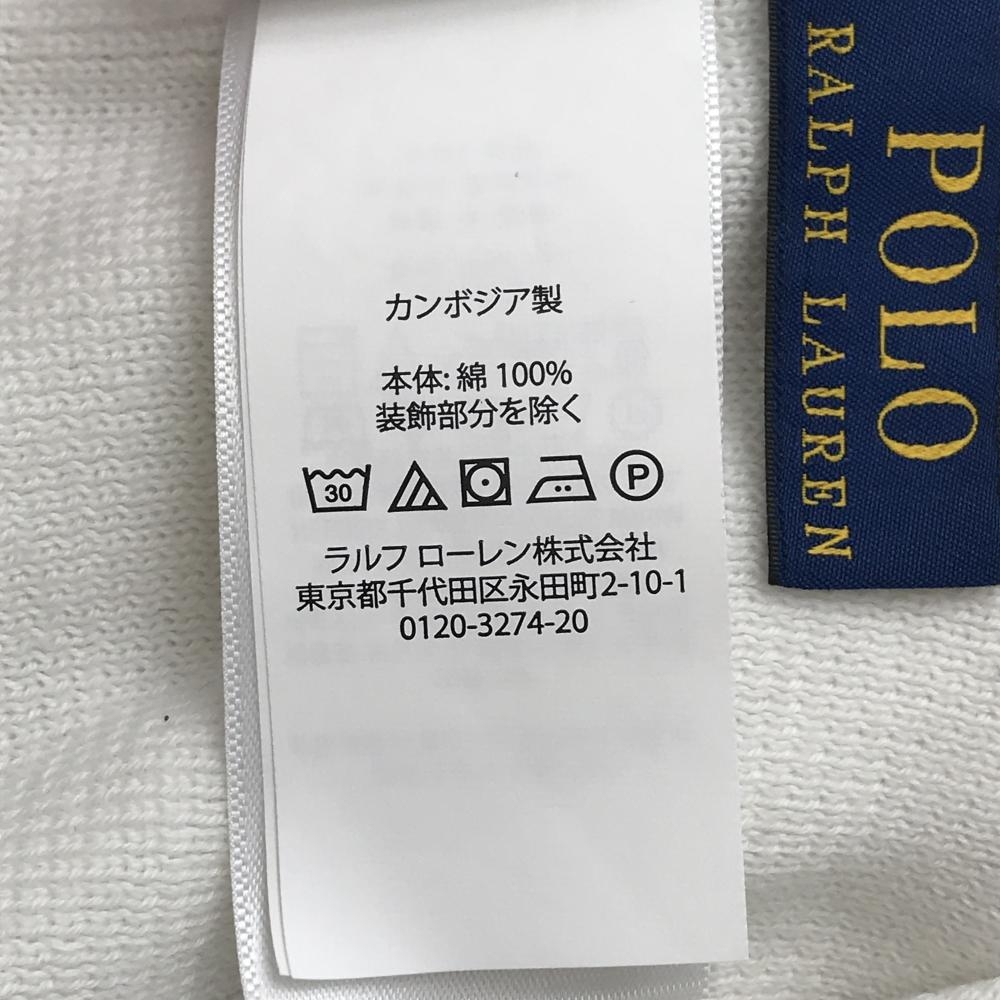 カンボジア製
本体: 綿 100%
装飾部分を除く
30
P
ラルフ ローレン株式会社
東京都千代田区永田町2-10-1
0120-3274-20
POLO
RALPH LAUREN